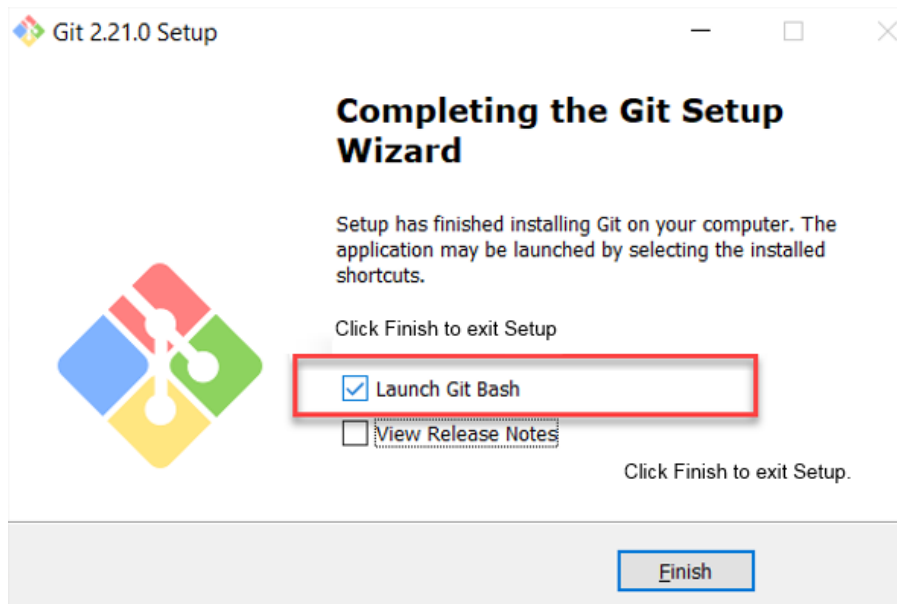 Git 2.21.0 Setup
Completing the Git Setup
Wizard
Setup has finished installing Git on your computer. The
application may be launched by selecting the installed
shortcuts.
Click Finish to exit Setup
Launch Git Bash
View Release Notes
Click Finish to exit Setup.
Finish